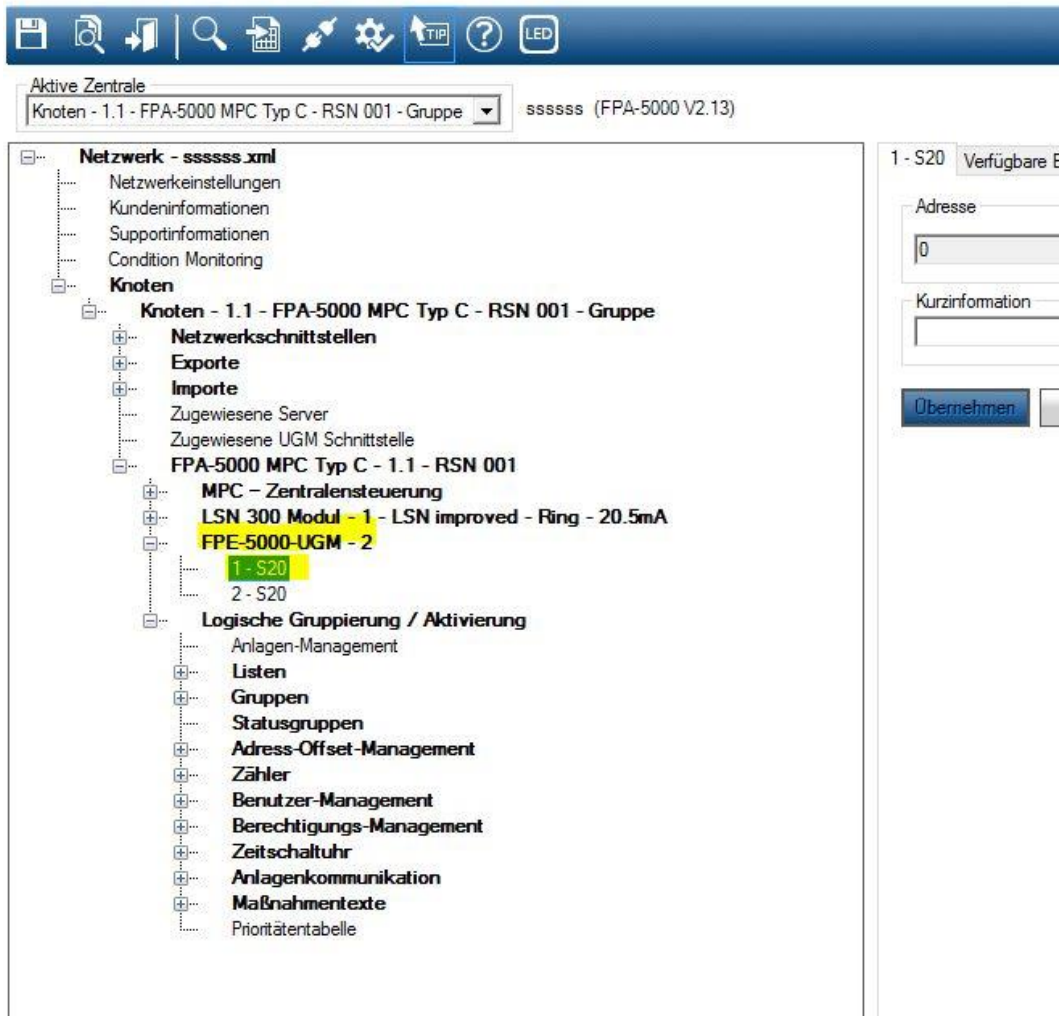 TIP
?
LED
Aktive Zentrale
Knoten - 1.1 - FPA-5000 MPC Typ C - RSN 001 - Gruppe
ssssss (FPA-5000 V2.13)
Netzwerk - ssssss.xml
Netzwerkeinstellungen
Kundeninformationen
Supportinformationen
Condition Monitoring
Knoten
Knoten - 1.1 - FPA-5000 MPC Typ C - RSN 001 - Gruppe
Netzwerkschnittstellen
Exporte
Importe
Zugewiesene Server
Zugewiesene UGM Schnittstelle
FPA-5000 MPC Typ C - 1.1 - RSN 001
MPC – Zentralensteuerung
LSN 300 Modul - 1 - LSN improved - Ring - 20.5mA
FPE-5000-UGM - 2
1 - S20
2 - S20
Logische Gruppierung / Aktivierung
Anlagen-Management
Listen
Gruppen
Statusgruppen
Adress-Offset-Management
Zähler
Benutzer-Management
Berechtigungs-Management
Zeitschaltuhr
Anlagenkommunikation
Maßnahmentexte
Prioritätentabelle
1 - S20
Verfügbare
Adresse
0
Kurzinformation
Übernehmen